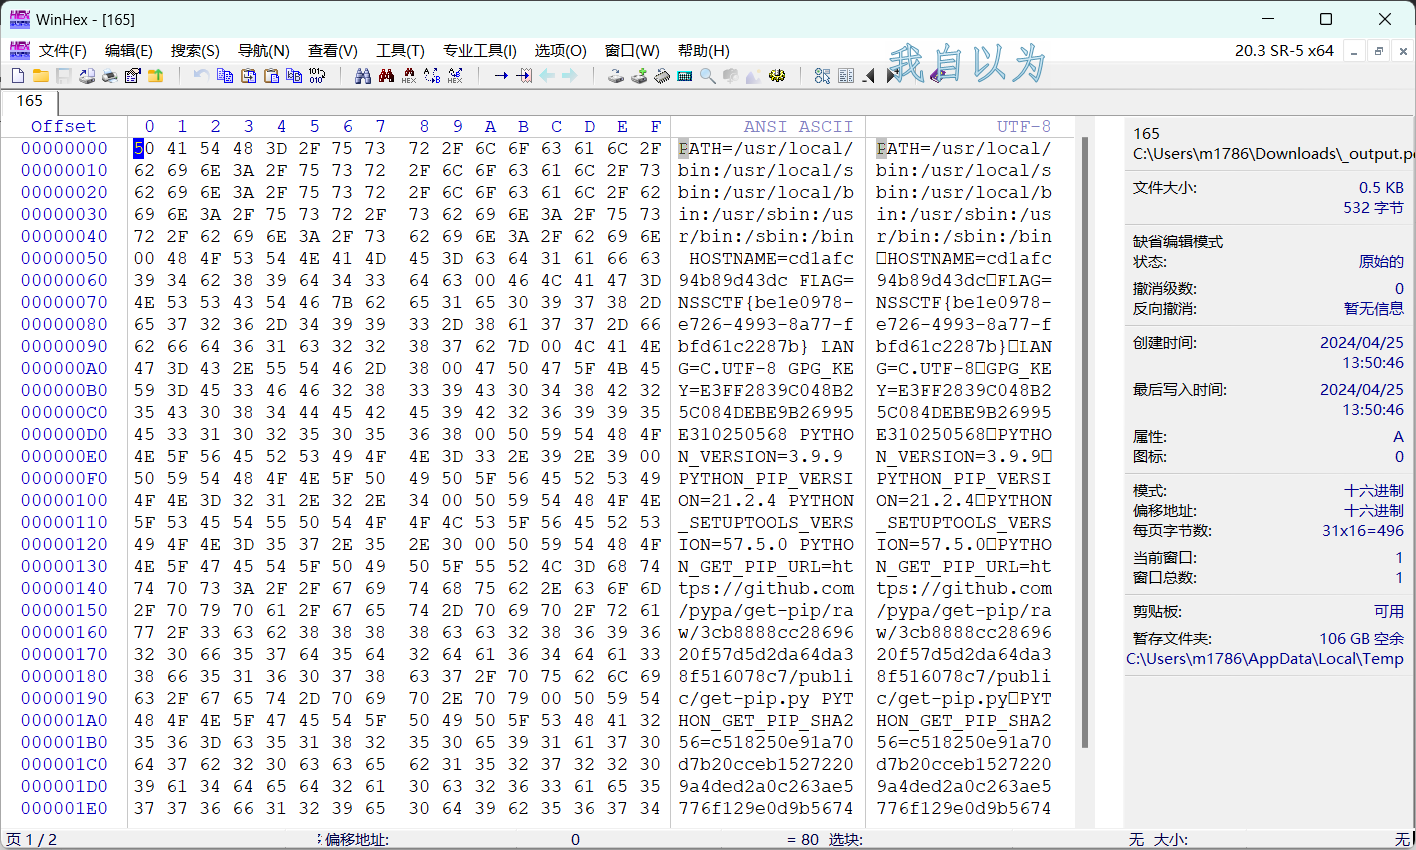 WinHex - [165]
文件(F) 编辑(E) 搜索(S) 导航(N) 查看(V) 工具(T) 专业工具(I) 选项(O) 窗口(W) 帮助(H) 20.3 SR-5 x64
我自以为
165
Offset 0 1 2 3 4 5 6 7 8 9 A B C D E F ANSI ASCII UTF-8
00000000 50 41 54 48 3D 2F 75 73 72 2F 6C 6F 63 61 6C 2F PATH=/usr/local/ PATH=/usr/local/
00000010 62 69 6E 3A 2F 75 73 72 2F 6C 6F 63 61 6C 2F 73 bin:/usr/local/s bin:/usr/local/s
00000020 62 69 6E 3A 2F 75 73 72 2F 6C 6F 63 61 6C 2F 62 bin:/usr/local/b bin:/usr/local/b
00000030 69 6E 3A 2F 75 73 72 2F 73 62 69 6E 3A 2F 75 73 in:/usr/sbin:/us in:/usr/sbin:/us
00000040 72 2F 62 69 6E 3A 2F 73 62 69 6E 3A 2F 62 69 6E r/bin:/sbin:/bin r/bin:/sbin:/bin
00000050 00 48 4F 53 54 4E 41 4D 45 3D 63 64 31 61 66 63 HOSTNAME=cd1afc □HOSTNAME=cd1afc
00000060 39 34 62 38 39 64 34 33 64 63 00 46 4C 41 47 3D 94b89d43dc FLAG= 94b89d43dc□FLAG=
00000070 4E 53 53 43 54 46 7B 62 65 31 65 30 39 37 38 2D NSSCTF{be1e0978- NSSCTF{be1e0978-
00000080 65 37 32 36 2D 34 39 39 33 2D 38 61 37 37 2D 66 e726-4993-8a77-f e726-4993-8a77-f
00000090 62 66 64 36 31 63 32 32 38 37 62 7D 00 4C 41 4E bfd61c2287b} LAN bfd61c2287b}□LAN
000000A0 47 3D 43 2E 55 54 46 2D 38 00 47 50 47 5F 4B 45 G=C.UTF-8 GPG_KE G=C.UTF-8□GPG_KE
000000B0 59 3D 45 33 46 46 32 38 33 39 43 30 34 38 42 32 Y=E3FF2839C048B2 Y=E3FF2839C048B2
000000C0 35 43 30 38 34 44 45 42 45 39 42 32 36 39 39 35 5C084DEBE9B26995 5C084DEBE9B26995
000000D0 45 33 31 30 32 35 30 35 36 38 00 50 59 54 48 4F E310250568 PYTHO E310250568□PYTHO
000000E0 4E 5F 56 45 52 53 49 4F 4E 3D 33 2E 39 2E 39 00 N_VERSION=3.9.9 N_VERSION=3.9.9□
000000F0 50 59 54 48 4F 4E 5F 50 49 50 5F 56 45 52 53 49 PYTHON_PIP_VERSI PYTHON_PIP_VERSI
00000100 4F 4E 3D 32 31 2E 32 2E 34 00 50 59 54 48 4F 4E ON=21.2.4 PYTHON ON=21.2.4□PYTHON
00000110 5F 53 45 54 55 50 54 4F 4F 4C 53 5F 56 45 52 53 _SETUPTOOLS_VERS _SETUPTOOLS_VERS
00000120 49 4F 4E 3D 35 37 2E 35 2E 30 00 50 59 54 48 4F ION=57.5.0 PYTHO ION=57.5.0□PYTHO
00000130 4E 5F 47 45 54 5F 50 49 50 5F 55 52 4C 3D 68 74 N_GET_PIP_URL=ht N_GET_PIP_URL=ht
00000140 74 70 73 3A 2F 2F 67 69 74 68 75 62 2E 63 6F 6D tps://github.com tps://github.com
00000150 2F 70 79 70 61 2F 67 65 74 2D 70 69 70 2F 72 61 /pypa/get-pip/ra /pypa/get-pip/ra
00000160 77 2F 33 63 62 38 38 38 38 63 63 32 38 36 39 36 w/3cb8888cc28696 w/3cb8888cc28696
00000170 32 30 66 35 37 64 35 64 32 64 61 36 34 64 61 33 20f57d5d2da64da3 20f57d5d2da64da3
00000180 38 66 35 31 36 30 37 38 63 37 2F 70 75 62 6C 69 8f516078c7/publi 8f516078c7/publi
00000190 63 2F 67 65 74 2D 70 69 70 2E 70 79 00 50 59 54 c/get-pip.py PYT c/get-pip.py□PYT
000001A0 48 4F 4E 5F 47 45 54 5F 50 49 50 5F 53 48 41 32 HON_GET_PIP_SHA2 HON_GET_PIP_SHA2
000001B0 35 36 3D 63 35 31 38 32 35 30 65 39 31 61 37 30 56=c518250e91a70 56=c518250e91a70
000001C0 64 37 62 32 30 63 63 65 62 31 35 32 37 32 32 30 d7b20cceb1527220 d7b20cceb1527220
000001D0 39 61 34 64 65 64 32 61 30 63 32 36 33 61 65 35 9a4ded2a0c263ae5 9a4ded2a0c263ae5
000001E0 37 37 36 66 31 32 39 65 30 64 39 62 35 36 37 34 776f129e0d9b5674 776f129e0d9b5674
165
C:\Users\m1786\Downloads\_output.p
文件大小: 0.5 KB
532 字节
缺省编辑模式
状态: 原始的
撤消级数: 0
反向撤消: 暂无信息
创建时间: 2024/04/25
13:50:46
最后写入时间: 2024/04/25
13:50:46
属性: A
图标: 0
模式: 十六进制
偏移地址: 十六进制
每页字节数: 31x16=496
当前窗口: 1
窗口总数: 1
剪贴板: 可用
暂存文件夹: 106 GB 空余
C:\Users\m1786\AppData\Local\Temp
页 1 / 2 偏移地址: 0 = 80 选块: 无 大小: 无